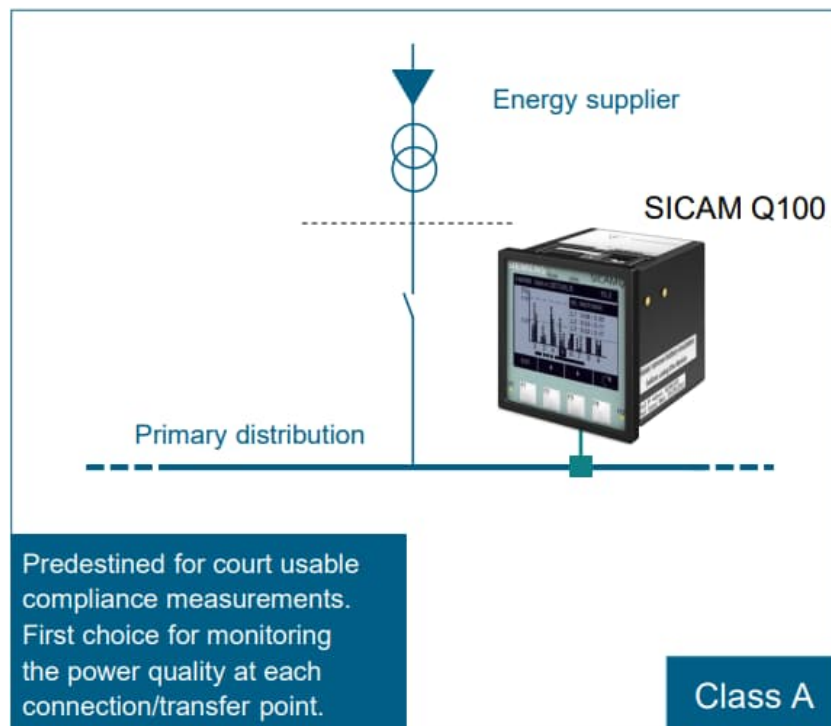 Energy supplier
SICAM Q100
SIEMENS
Primary distribution
Predestined for court usable
compliance measurements.
First choice for monitoring
the power quality at each
connection/transfer point.
Class A